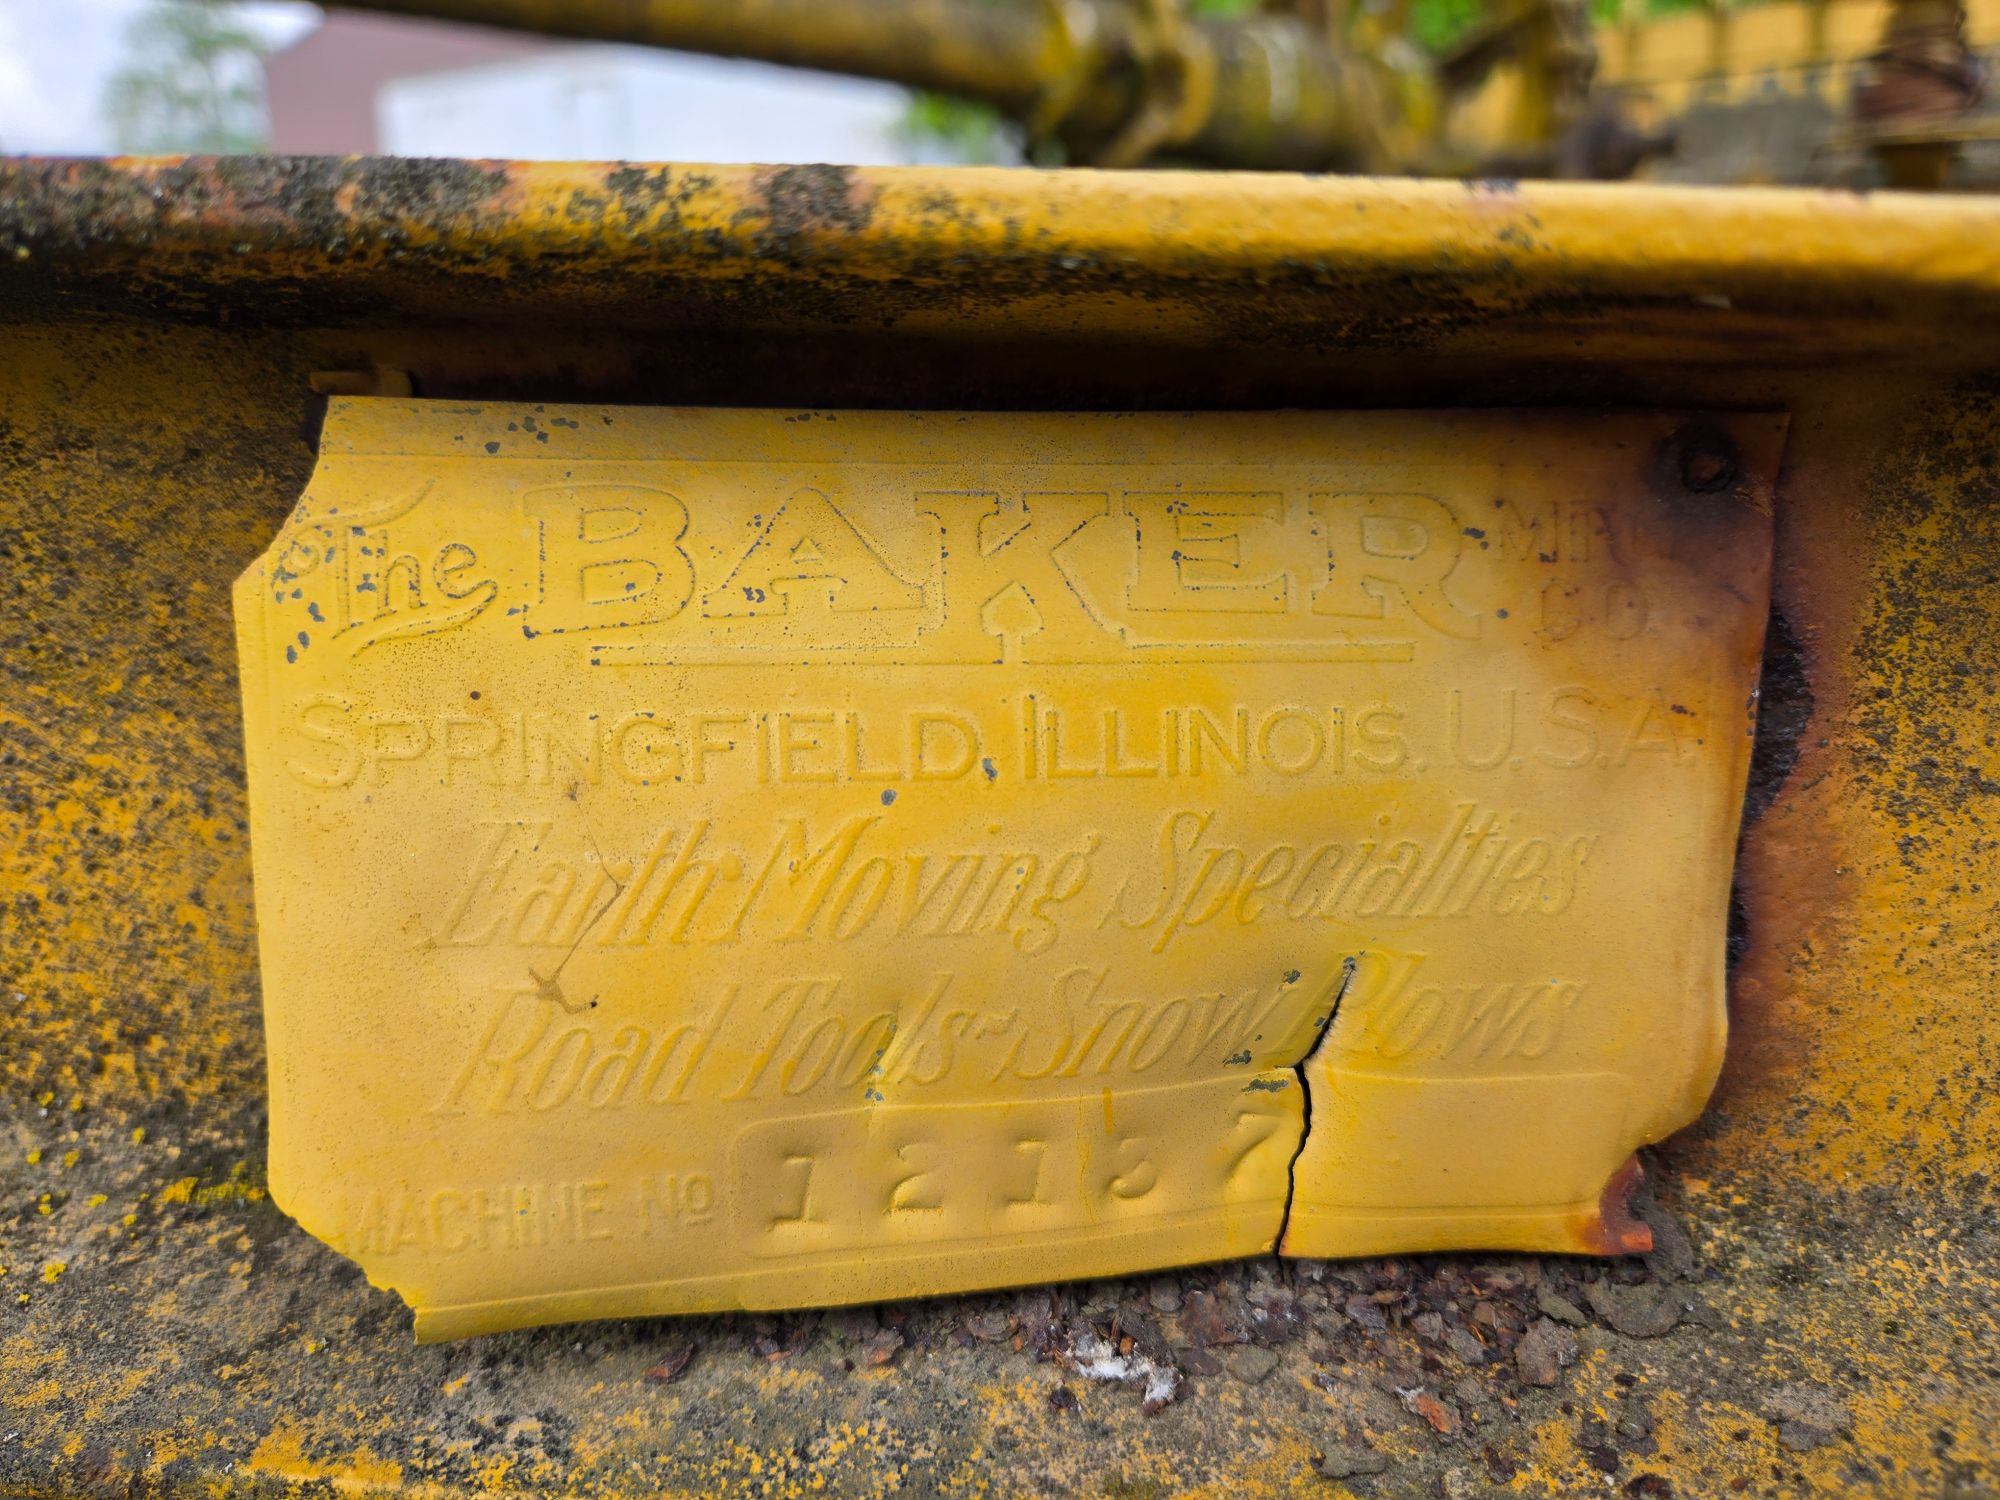 The BAKER MFG CO.
SPRINGFIELD, ILLINOIS. U.S.A.
Earth Moving Specialties
Road Tools ~ Snow Plows
MACHINE No 12137